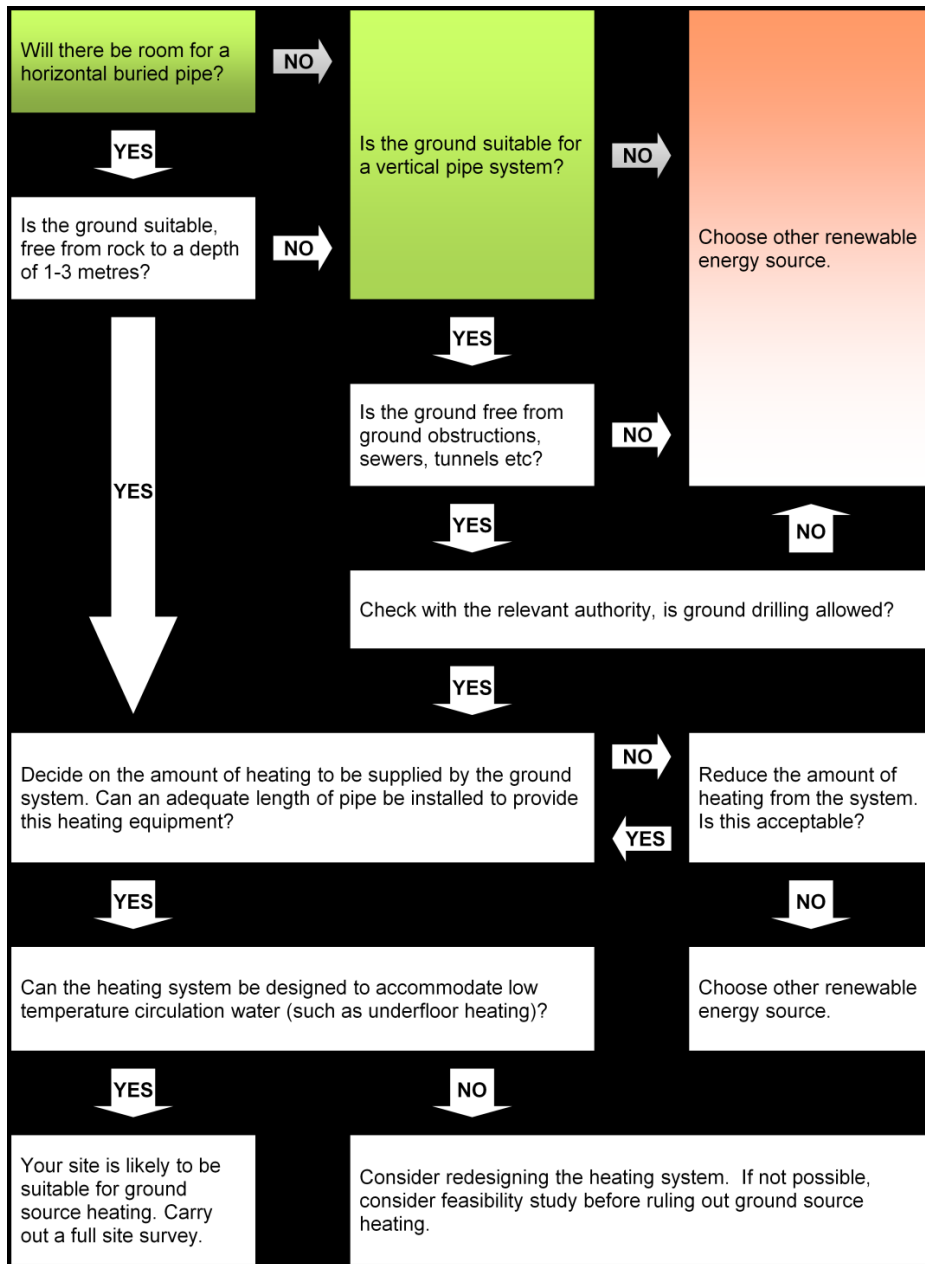 Will there be room for a
horizontal buried pipe?
NO
Is the ground suitable for
a vertical pipe system?
NO
Choose other renewable
energy source.
YES
Is the ground suitable,
free from rock to a depth
of 1-3 metres?
NO
YES
Is the ground free from
ground obstructions,
sewers, tunnels etc?
NO
YES
YES
NO
Check with the relevant authority, is ground drilling allowed?
YES
Decide on the amount of heating to be supplied by the ground
system. Can an adequate length of pipe be installed to provide
this heating equipment?
NO
YES
Reduce the amount of
heating from the system.
Is this acceptable?
YES
NO
Can the heating system be designed to accommodate low
temperature circulation water (such as underfloor heating)?
Choose other renewable
energy source.
YES
NO
Your site is likely to be
suitable for ground
source heating. Carry
out a full site survey.
Consider redesigning the heating system.  If not possible,
consider feasibility study before ruling out ground source
heating.